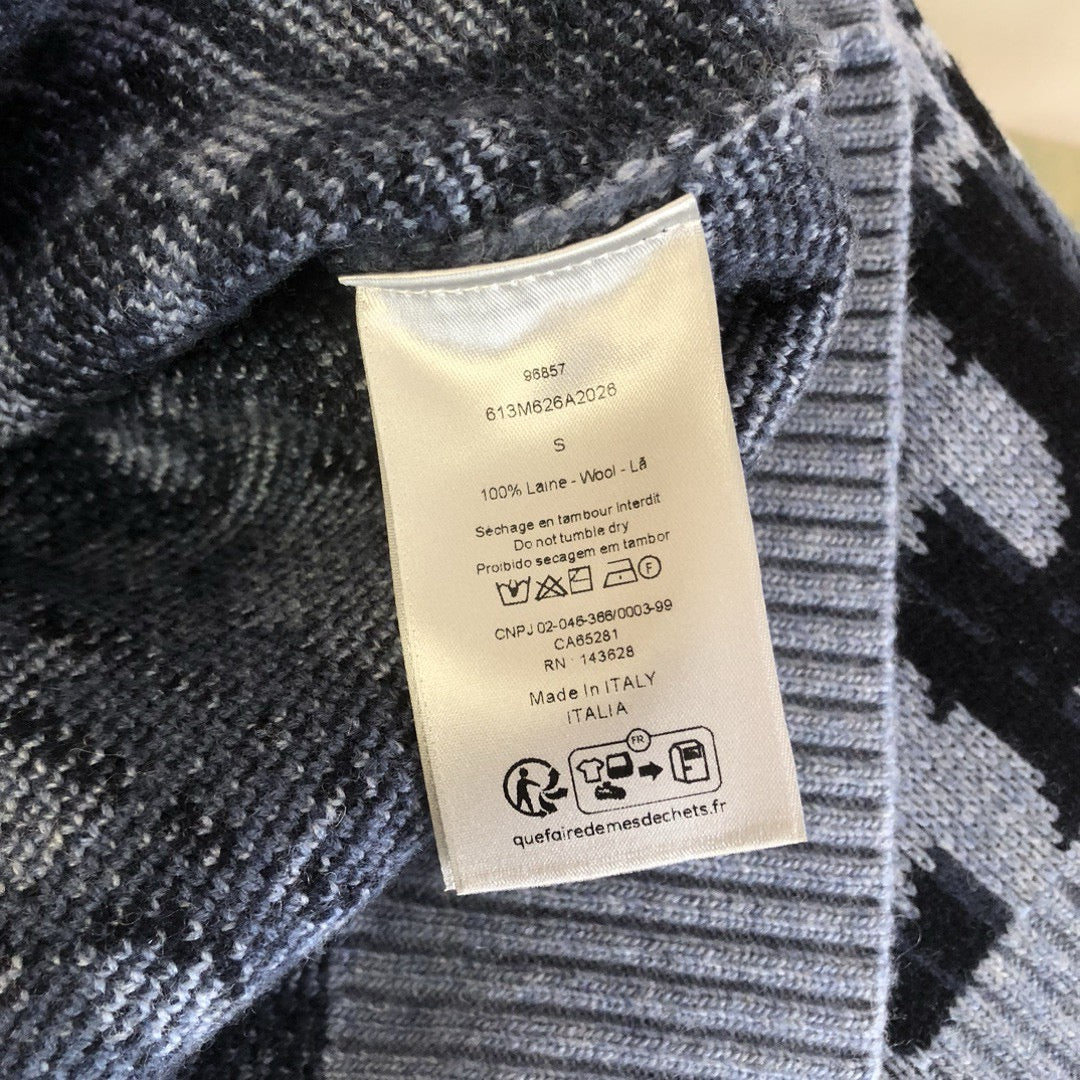 96857
613M626A2026
S
100% Laine - Wool - Lã
Séchage en tambour Interdit
Do not tumble dry
Proibido secagem em tambor
F
CNPJ 02-046-366/0003-99
CA65281
RN : 143628
Made In ITALY
ITALIA
FR
quefairedemesdechets.fr